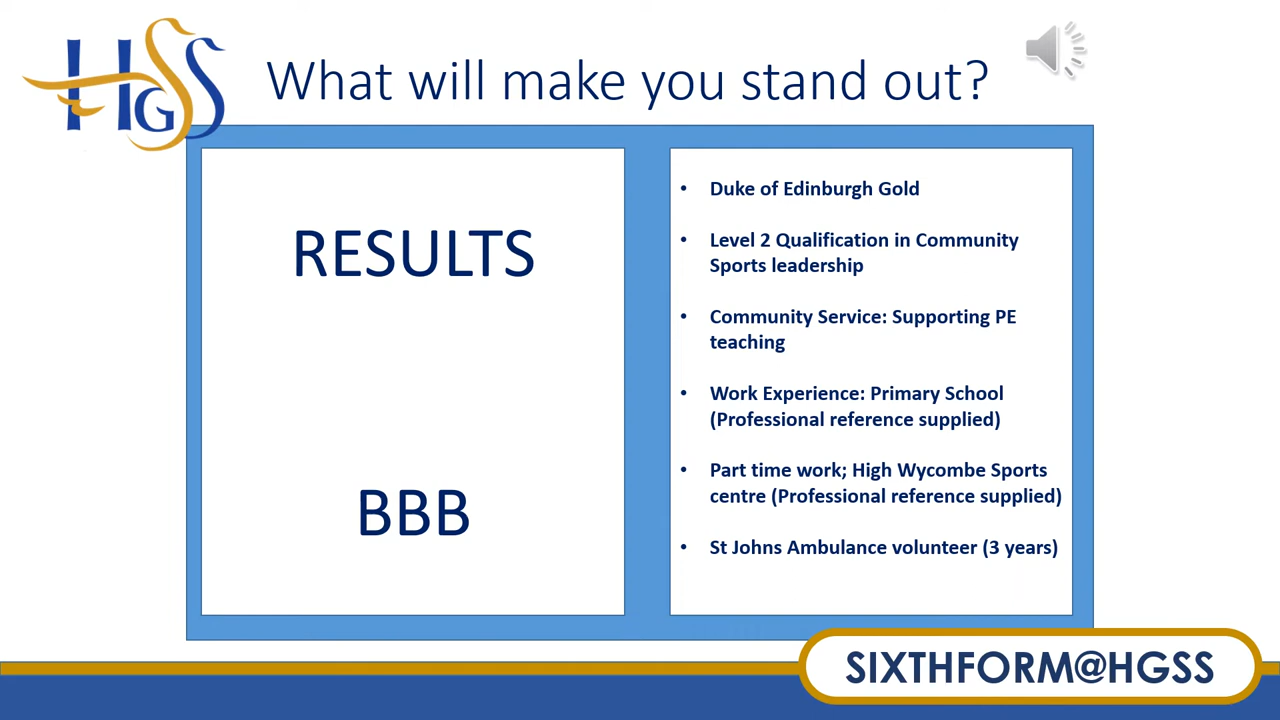 HGSS
What will make you stand out?
RESULTS
BBB
• Duke of Edinburgh Gold
• Level 2 Qualification in Community
Sports leadership
• Community Service: Supporting PE
teaching
• Work Experience: Primary School
(Professional reference supplied)
• Part time work; High Wycombe Sports
centre (Professional reference supplied)
• St Johns Ambulance volunteer (3 years)
SIXTHFORM@HGSS